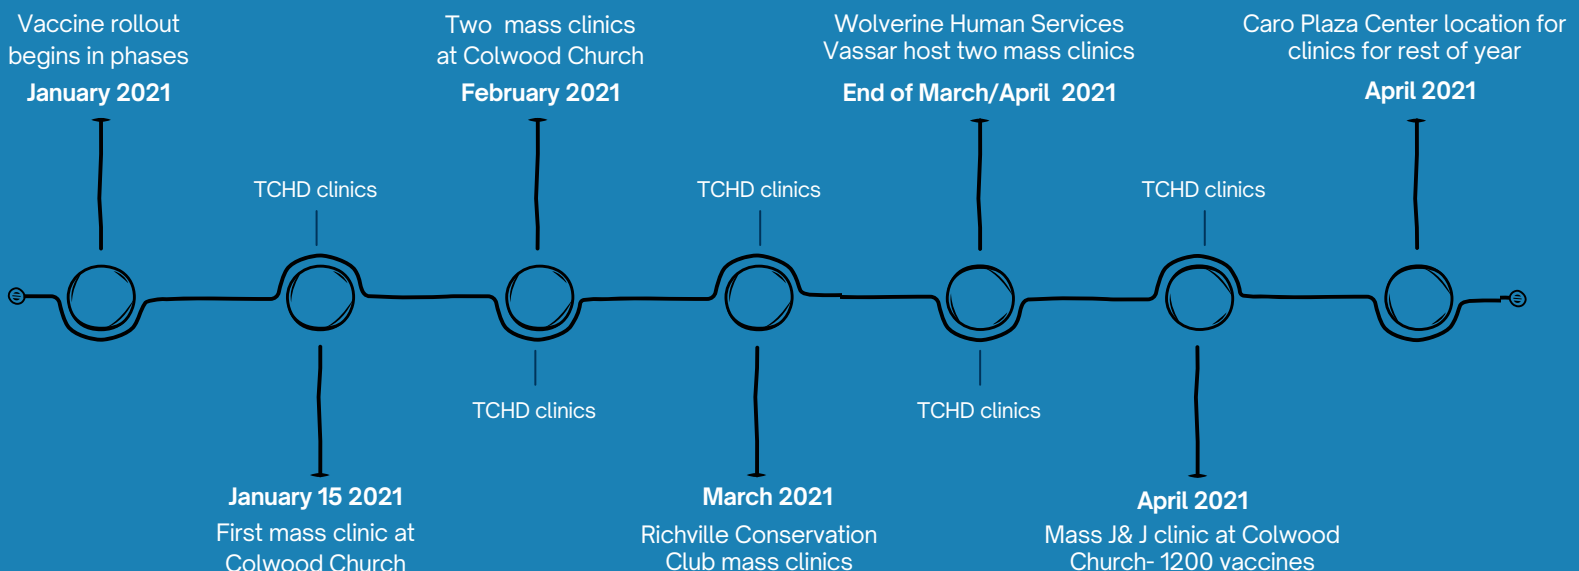 Vaccine rollout
begins in phases
January 2021
TCHD clinics
January 15 2021
First mass clinic at
Colwood Church
Two  mass clinics
at Colwood Church
February 2021
TCHD clinics
TCHD clinics
March 2021
Richville Conservation
Club mass clinics
Wolverine Human Services
Vassar host two mass clinics
End of March/April  2021
TCHD clinics
TCHD clinics
April 2021
Mass J& J clinic at Colwood
Church- 1200 vaccines
Caro Plaza Center location for
clinics for rest of year
April 2021